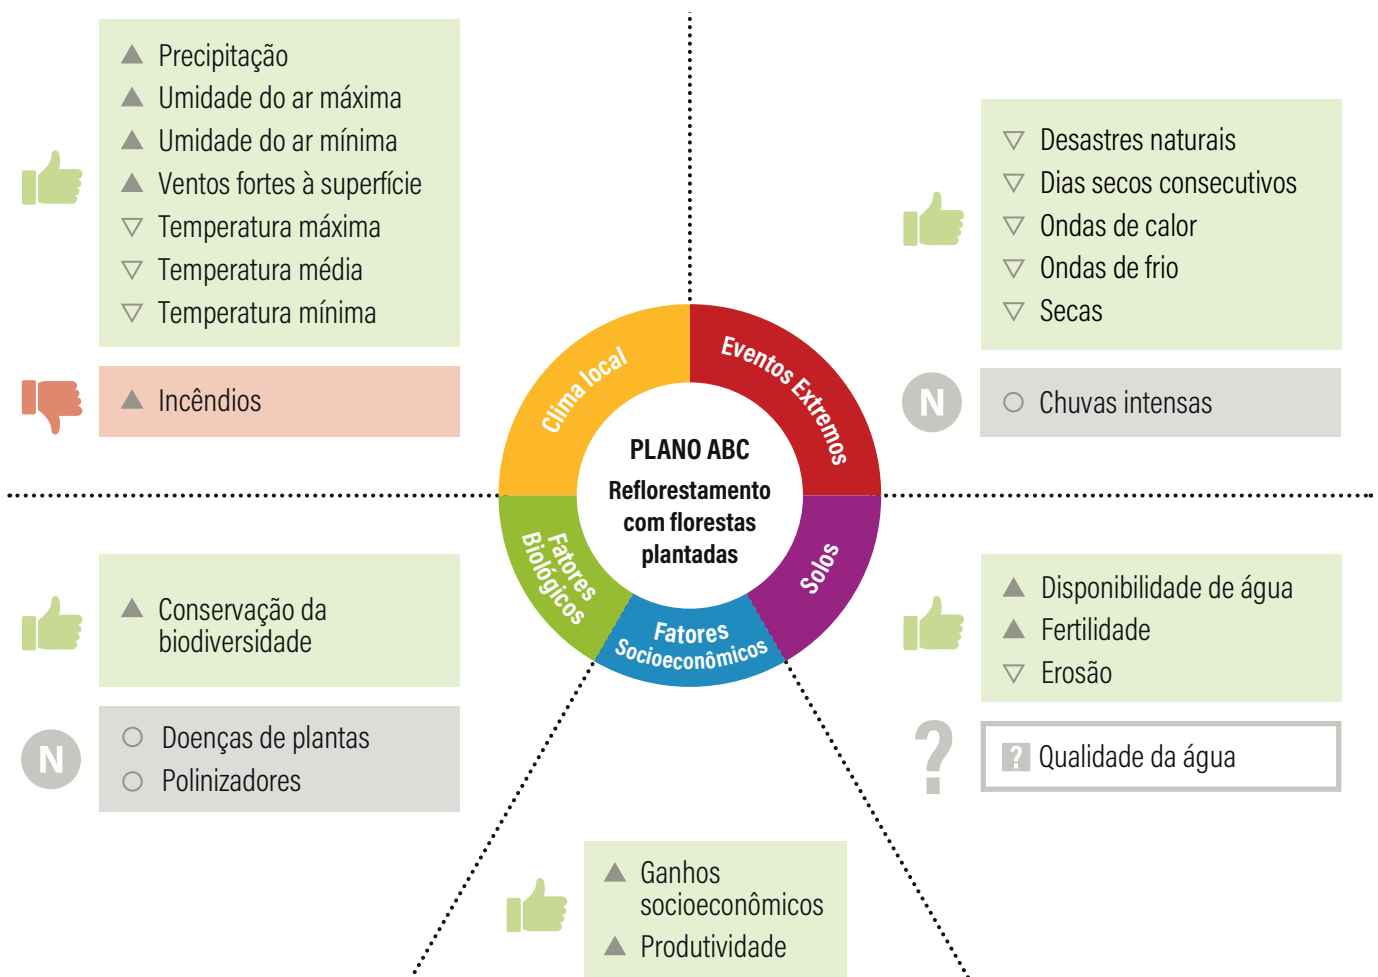 Precipitação
Umidade do ar máxima
Umidade do ar mínima
Ventos fortes à superfície
Temperatura máxima
Temperatura média
Temperatura mínima
Incêndios
Desastres naturais
Dias secos consecutivos
Ondas de calor
Ondas de frio
Secas
N
Chuvas intensas
Clima local
Eventos Extremos
PLANO ABC
Reflorestamento
com florestas
plantadas
Fatores
Biológicos
Fatores
Socioeconômicos
Solos
Conservação da
biodiversidade
N
Doenças de plantas
Polinizadores
Disponibilidade de água
Fertilidade
Erosão
?
? Qualidade da água
Ganhos
socioeconômicos
Produtividade